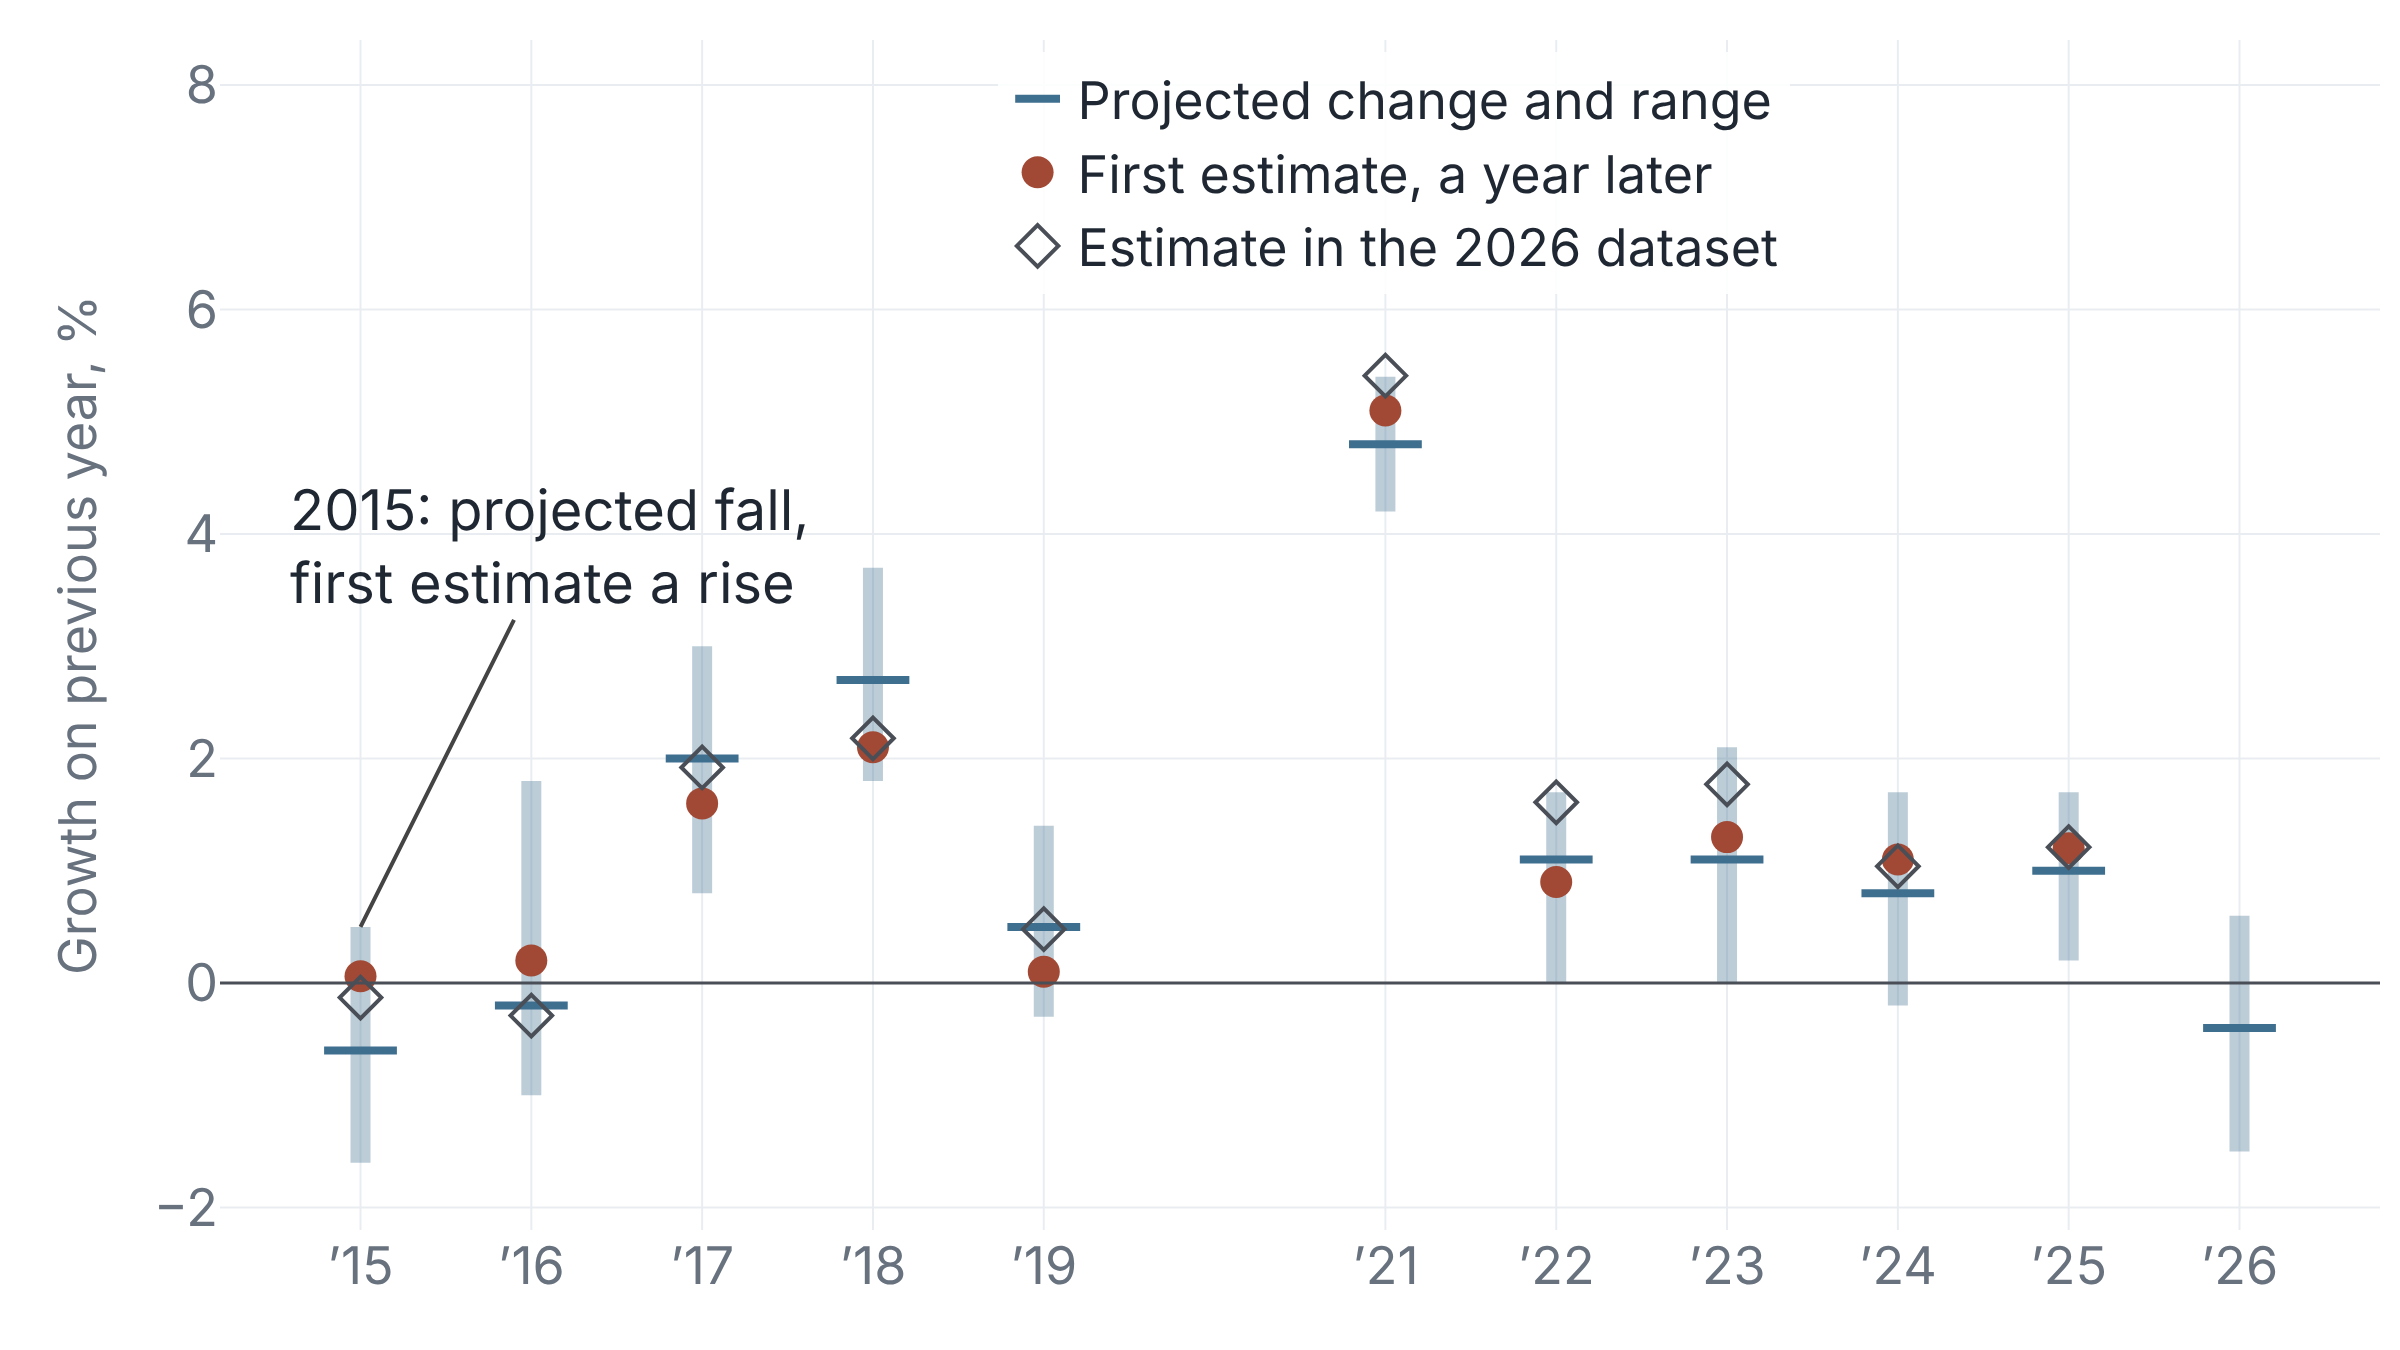 8
6
4
2
0
−2
Growth on previous year, %
Projected change and range
First estimate, a year later
Estimate in the 2026 dataset
2015: projected fall,
first estimate a rise
’15 ’16 ’17 ’18 ’19 ’21 ’22 ’23 ’24 ’25 ’26